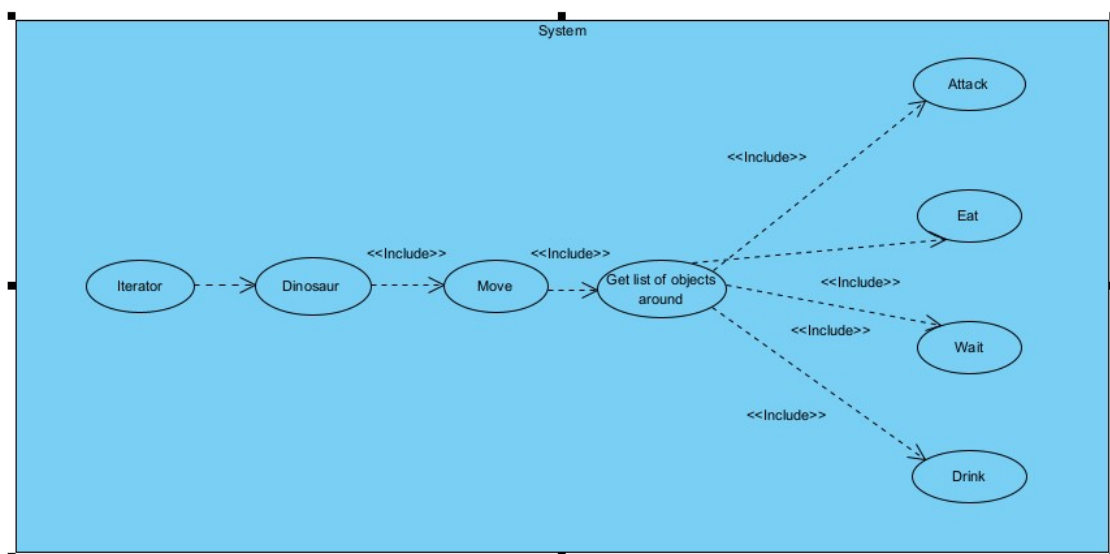 System
Attack
<<Include>>
Eat
<<Include>>
<<Include>>
Iterator
Dinosaur
Move
Get list of objects
around
<<Include>>
<<Include>>
Wait
<<Include>>
Drink